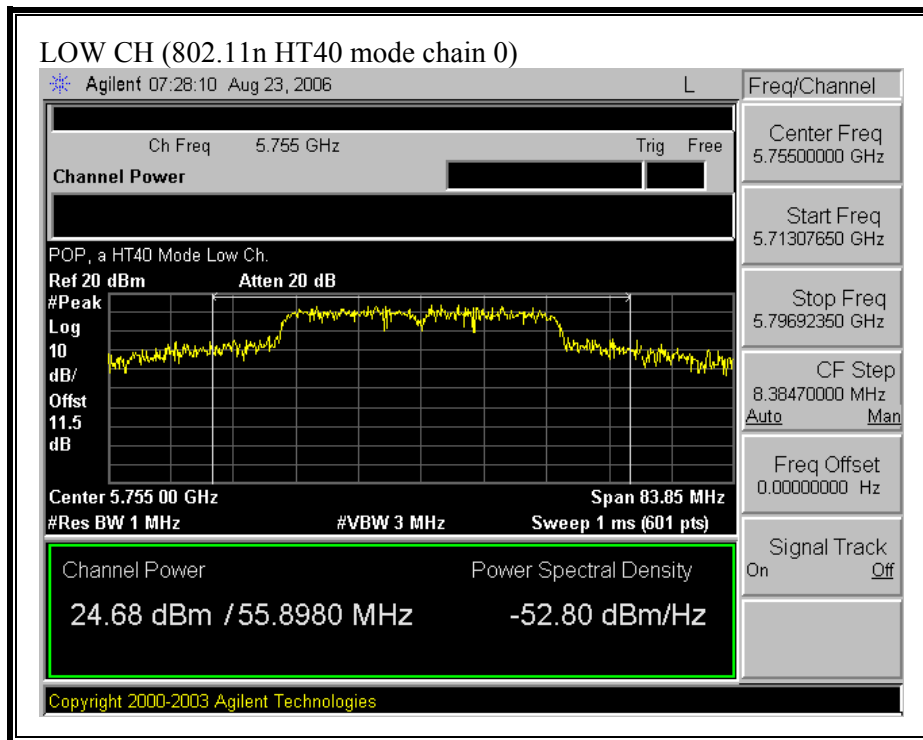 LOW CH (802.11n HT40 mode chain 0)
Agilent 07:28:10 Aug 23, 2006 L
Freq/Channel
Ch Freq 5.755 GHz Trig Free
Channel Power
Center Freq
5.75500000 GHz
Start Freq
5.71307650 GHz
Stop Freq
5.79692350 GHz
CF Step
8.38470000 MHz
Auto Man
Freq Offset
0.00000000 Hz
Signal Track
On Off
POP, a HT40 Mode Low Ch.
Ref 20 dBm Atten 20 dB
#Peak
Log
10
dB/
Offst
11.5
dB
Center 5.755 00 GHz Span 83.85 MHz
#Res BW 1 MHz #VBW 3 MHz Sweep 1 ms (601 pts)
Channel Power Power Spectral Density
24.68 dBm / 55.8980 MHz -52.80 dBm/Hz
Copyright 2000-2003 Agilent Technologies